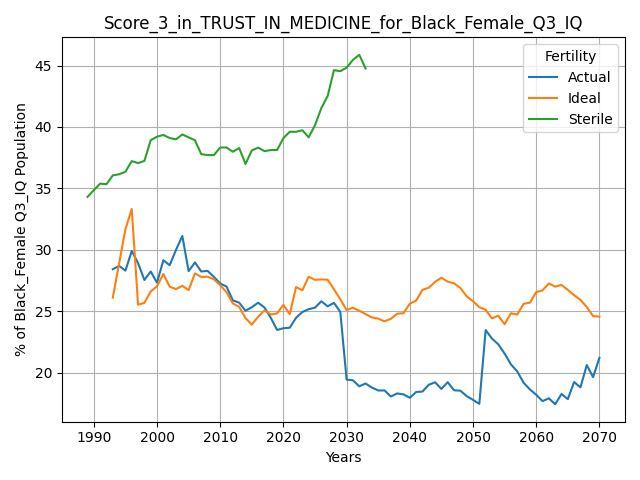 Score_3_in_TRUST_IN_MEDICINE_for_Black_Female_Q3_IQ
% of Black_Female Q3_IQ Population
45
40
35
30
25
20
Fertility
Actual
Ideal
Sterile
1990 2000 2010 2020 2030 2040 2050 2060 2070
Years